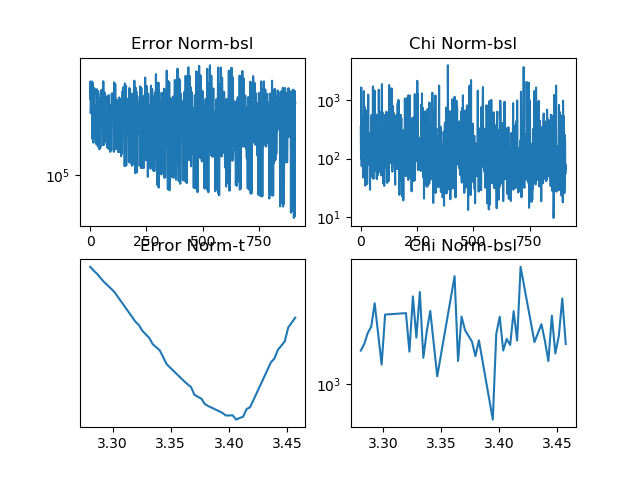 Error Norm-bsl
Chi Norm-bsl
10^5
0 250 500 750
10^3
10^2
10^1
0 250 500 750
Error Norm-t
Chi Norm-bsl
3.30 3.35 3.40 3.45
10^3
3.30 3.35 3.40 3.45